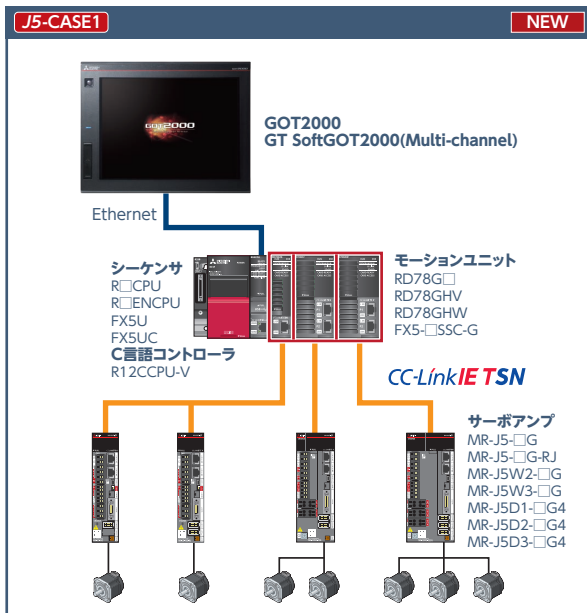 J5-CASE1
NEW
GOT2000
GOT2000
GT SoftGOT2000(Multi-channel)
Ethernet
シーケンサ
R□CPU
R□ENCPU
FX5U
FX5UC
C言語コントローラ
R12CCPU-V
モーションユニット
RD78G□
RD78GHV
RD78GHW
FX5-□SSC-G
CC-Link IE TSN
サーボアンプ
MR-J5-□G
MR-J5-□G-RJ
MR-J5W2-□G
MR-J5W3-□G
MR-J5D1-□G4
MR-J5D2-□G4
MR-J5D3-□G4